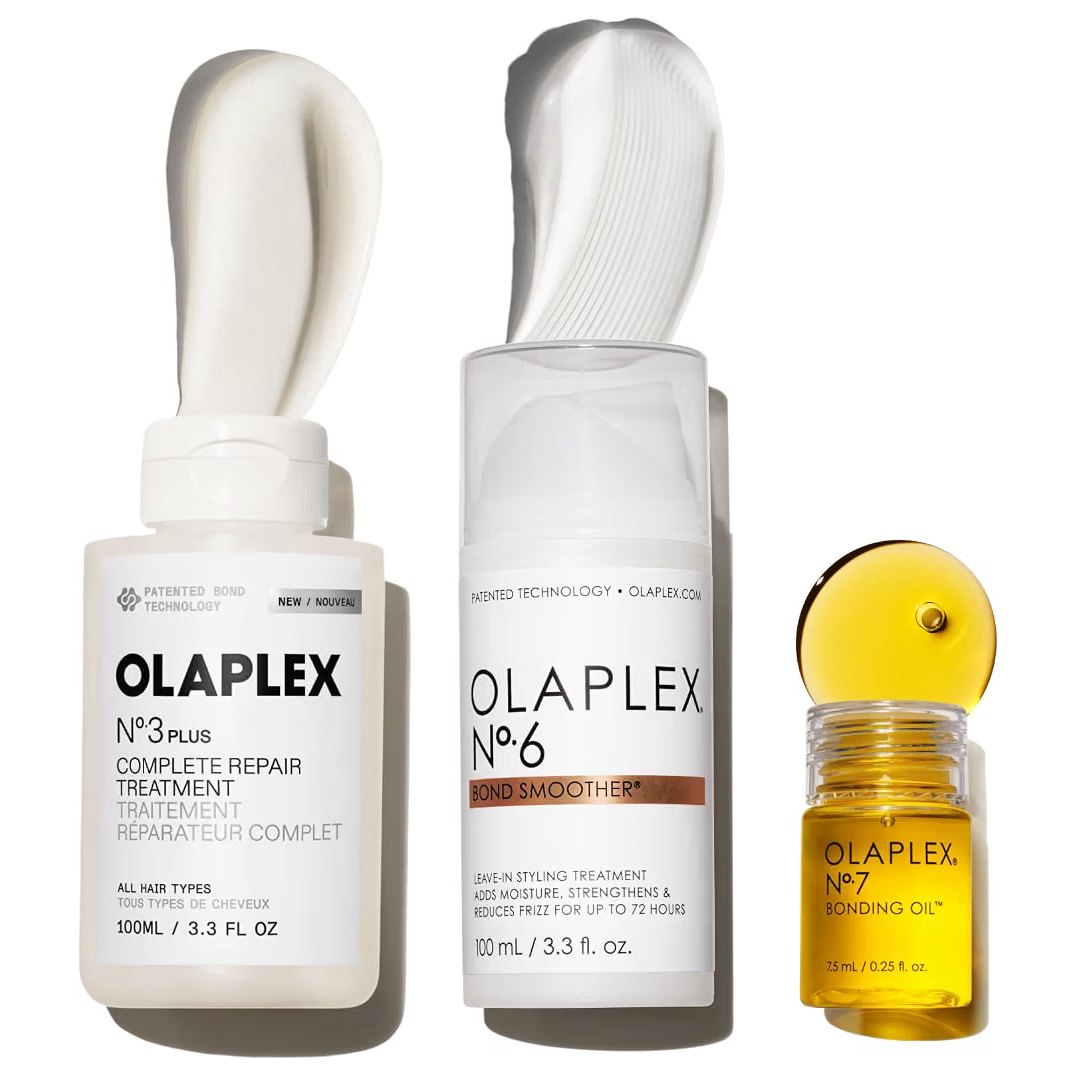 PATENTED BOND
TECHNOLOGY
NEW / NOUVEAU
OLAPLEX
Nº.3 PLUS
COMPLETE REPAIR
TREATMENT
TRAITEMENT
RÉPARATEUR COMPLET
ALL HAIR TYPES
TOUS TYPES DE CHEVEUX
100ML / 3.3 FL OZ
PATENTED TECHNOLOGY • OLAPLEX.COM
OLAPLEX®
Nº.6
BOND SMOOTHER®
LEAVE-IN STYLING TREATMENT
ADDS MOISTURE, STRENGTHENS &
REDUCES FRIZZ FOR UP TO 72 HOURS
100 mL / 3.3 fl. oz.
OLAPLEX®
Nº.7
BONDING OIL™
7.5 mL / 0.25 fl. oz.